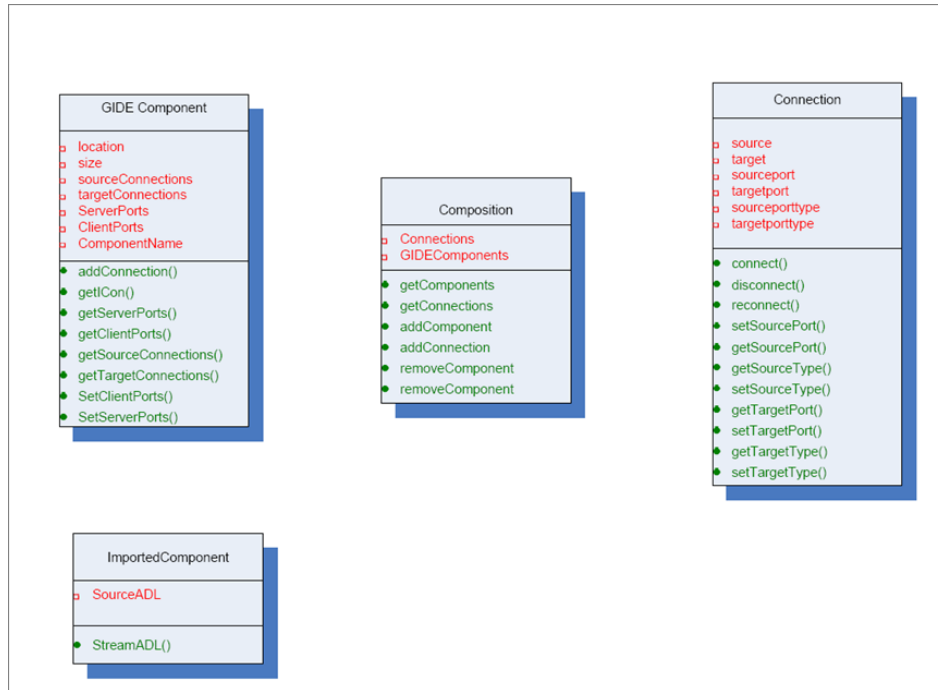 GIDE Component
location
size
sourceConnections
targetConnections
ServerPorts
ClientPorts
ComponentName
addConnection()
getICon()
getServerPorts()
getClientPorts()
getSourceConnections()
getTargetConnections()
SetClientPorts()
SetServerPorts()
Composition
Connections
GIDEComponents
getComponents
getConnections
addComponent
addConnection
removeComponent
removeComponent
Connection
source
target
sourceport
targetport
sourceporttype
targetporttype
connect()
disconnect()
reconnect()
setSourcePort()
getSourcePort()
getSourceType()
setSourceType()
getTargetPort()
setTargetPort()
getTargetType()
setTargetType()
ImportedComponent
SourceADL
StreamADL()